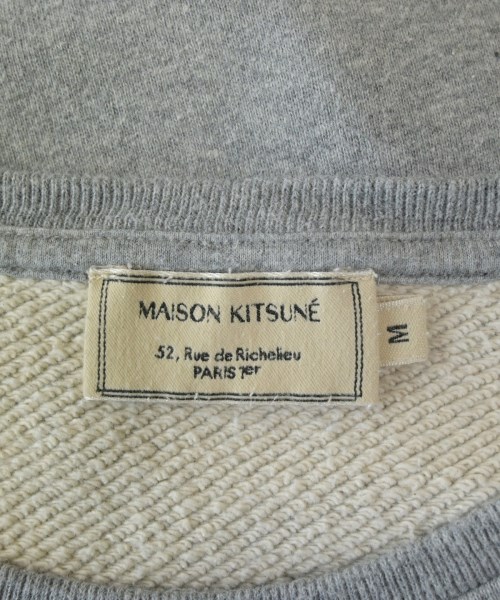 MAISON KITSUNÉ
52, Rue de Richelieu
PARIS 1er
M